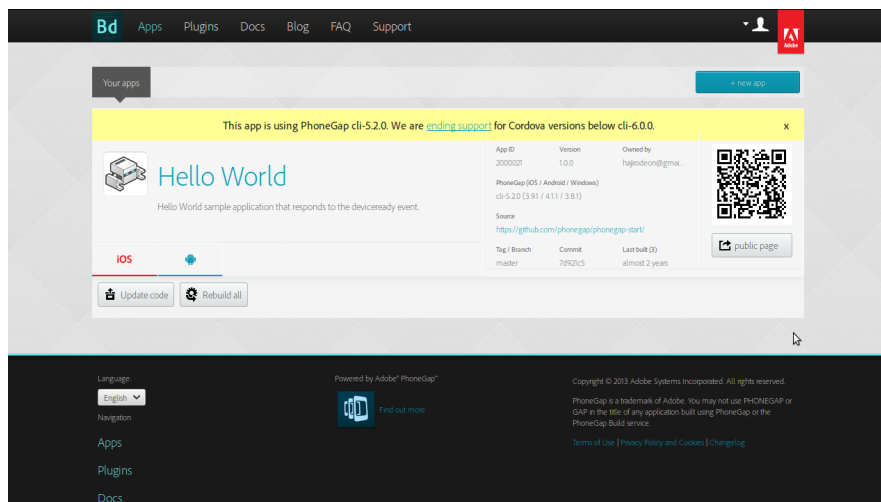 Bd Apps Plugins Docs Blog FAQ Support
Adobe
Your apps
+ new app
This app is using PhoneGap cli-5.2.0. We are ending support for Cordova versions below cli-6.0.0.
x
Hello World
Hello World sample application that responds to the deviceready event.
App ID Version Owned by
2000021 1.0.0 hajirodeon@gmai...
PhoneGap (iOS / Android / Windows)
cli-5.2.0 (3.9.1 / 4.1.1 / 3.8.1)
Source
https://github.com/phonegap/phonegap-start/
Tag / Branch Commit Last built (3)
master 7d921c5 almost 2 years
public page
iOS
Update code Rebuild all
Language:
English
Navigation
Apps
Plugins
Docs
Powered by Adobe® PhoneGap™
Find out more
Copyright © 2013 Adobe Systems Incorporated. All rights reserved.
PhoneGap is a trademark of Adobe. You may not use PHONEGAP or
GAP in the title of any application built using PhoneGap or the
PhoneGap Build service.
Terms of Use | Privacy Policy and Cookies | Changelog